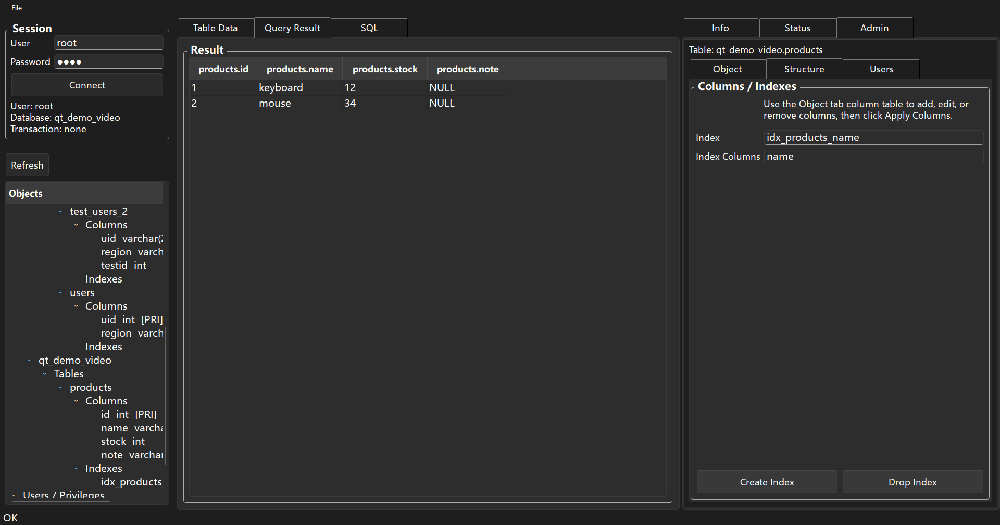 File
Session
User root
Password ●●●●
Connect
User: root
Database: qt_demo_video
Transaction: none
Refresh
Objects
test_users_2
Columns
uid varchar(
region varch
testid int
Indexes
users
Columns
uid int [PRI]
region varch
Indexes
qt_demo_video
Tables
products
Columns
id int [PRI]
name varcha
stock int
note varchar
Indexes
idx_products_
Users / Privileges
OK
Table Data Query Result SQL
Result
products.id products.name products.stock products.note
1 keyboard 12 NULL
2 mouse 34 NULL
Info Status Admin
Table: qt_demo_video.products
Object Structure Users
Columns / Indexes
Use the Object tab column table to add, edit, or
remove columns, then click Apply Columns.
Index idx_products_name
Index Columns name
Create Index Drop Index